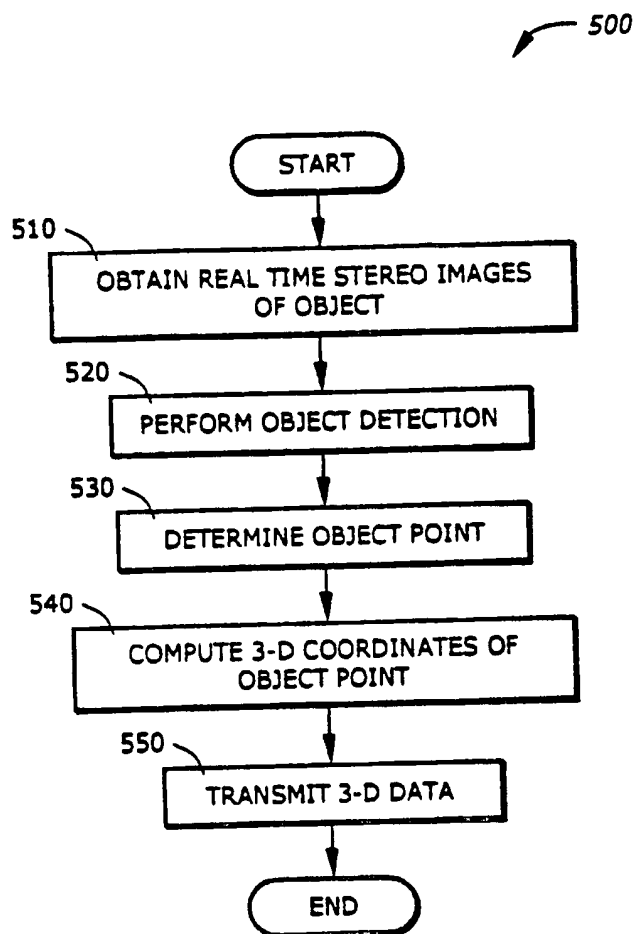 500
START
510
OBTAIN REAL TIME STEREO IMAGES
OF OBJECT
520
PERFORM OBJECT DETECTION
530
DETERMINE OBJECT POINT
540
COMPUTE 3-D COORDINATES OF
OBJECT POINT
550
TRANSMIT 3-D DATA
END